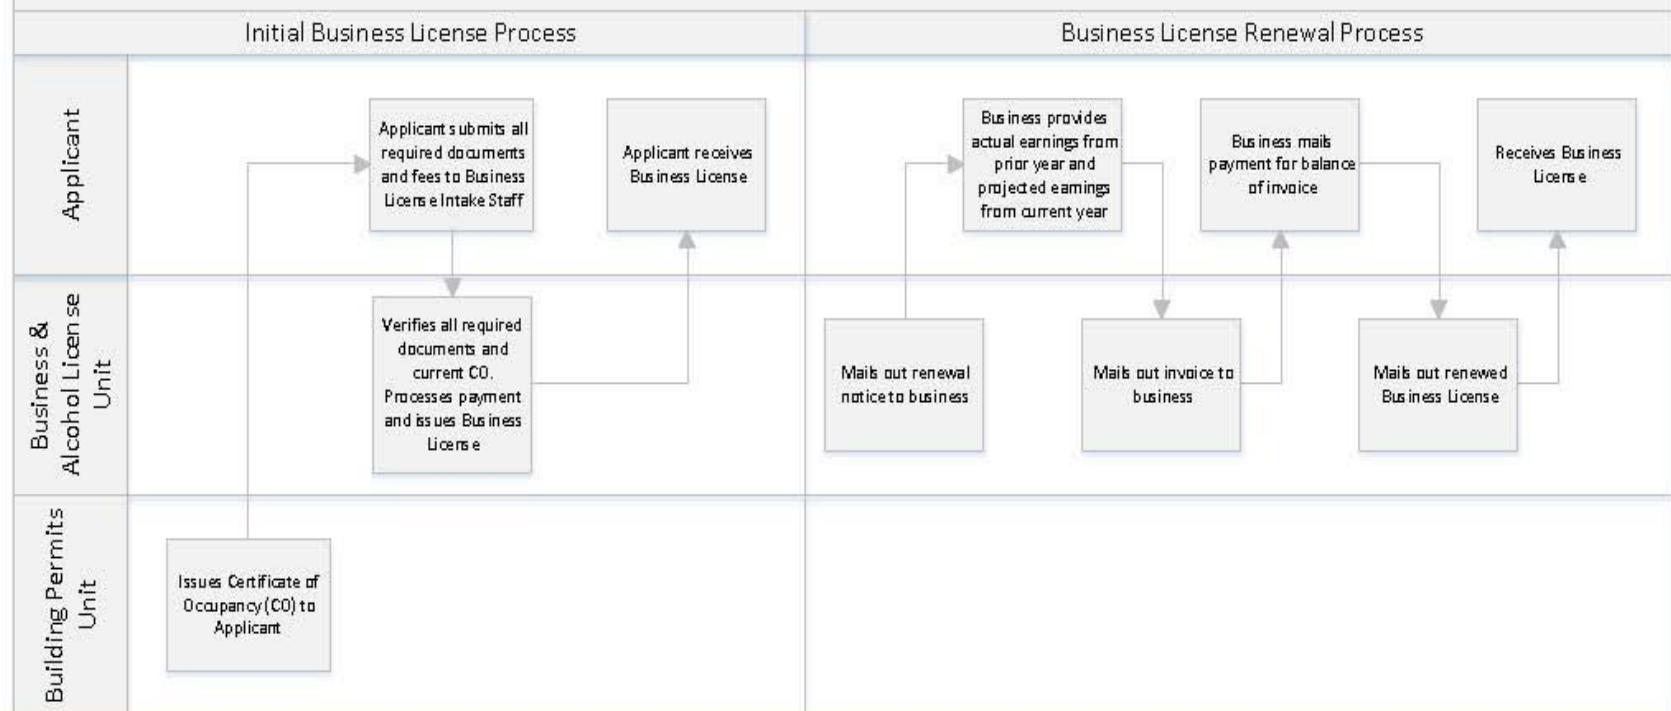 Initial Business License Process
Business License Renewal Process
Applicant
Applicant submits all
required documents
and fees to Business
License Intake Staff
Applicant receives
Business License
Business provides
actual earnings from
prior year and
projected earnings
from current year
Business mails
payment for balance
of invoice
Receives Business
License
Business &
Alcohol License
Unit
Verifies all required
documents and
current CO.
Processes payment
and issues Business
License
Mails out renewal
notice to business
Mails out invoice to
business
Mails out renewed
Business License
Building Permits
Unit
Issues Certificate of
Occupancy (CO) to
Applicant